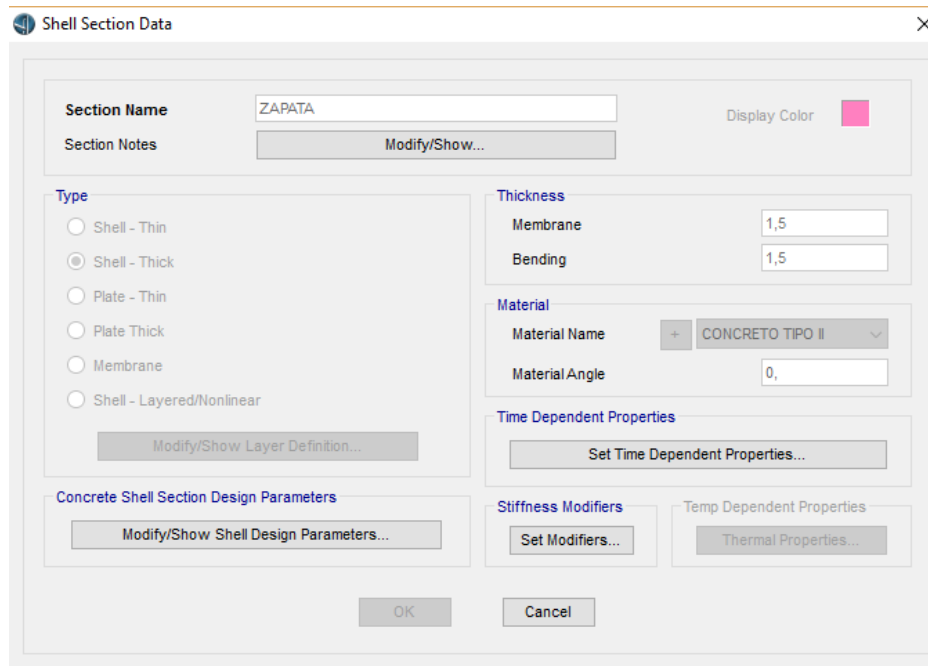 Shell Section Data
Section Name
ZAPATA
Display Color
Section Notes
Modify/Show...
Type
Shell - Thin
Shell - Thick
Plate - Thin
Plate Thick
Membrane
Shell - Layered/Nonlinear
Modify/Show Layer Definition...
Thickness
Membrane
1,5
Bending
1,5
Material
Material Name
+
CONCRETO TIPO II
Material Angle
0,
Time Dependent Properties
Set Time Dependent Properties...
Concrete Shell Section Design Parameters
Modify/Show Shell Design Parameters...
Stiffness Modifiers
Set Modifiers...
Temp Dependent Properties
Thermal Properties...
OK
Cancel